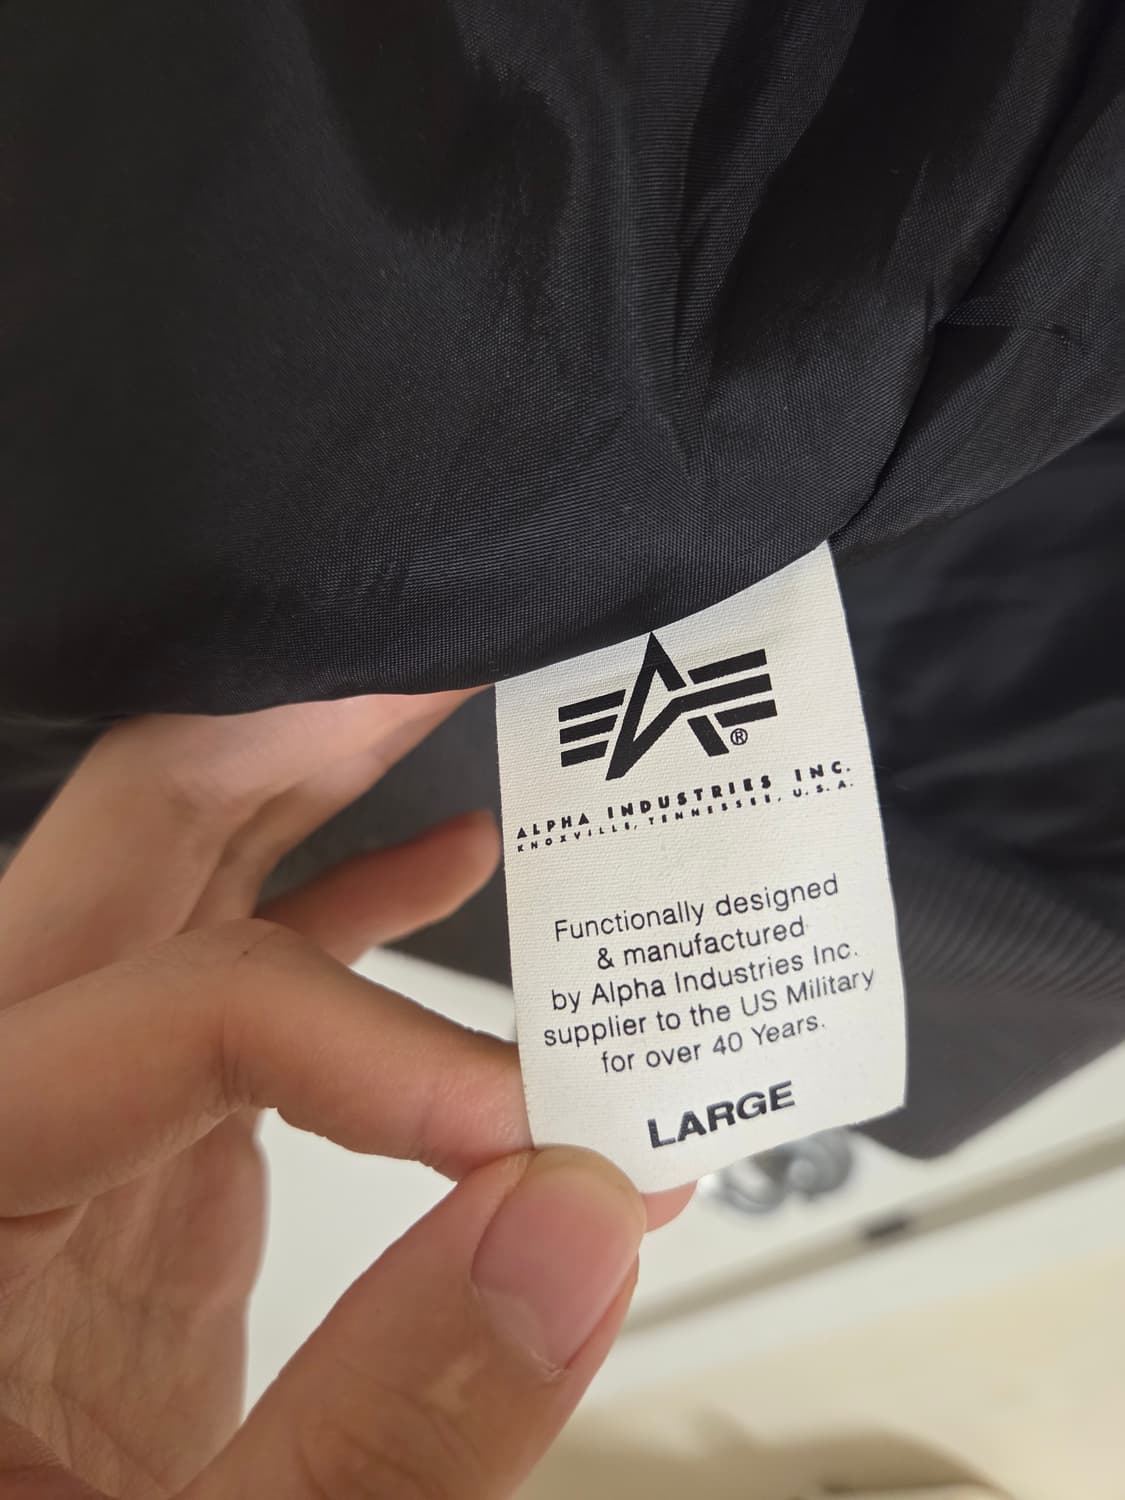 ®
ALPHA INDUSTRIES INC.
KNOXVILLE, TENNESSEE, U.S.A.
Functionally designed
& manufactured
by Alpha Industries Inc.
supplier to the US Military
for over 40 Years.
LARGE